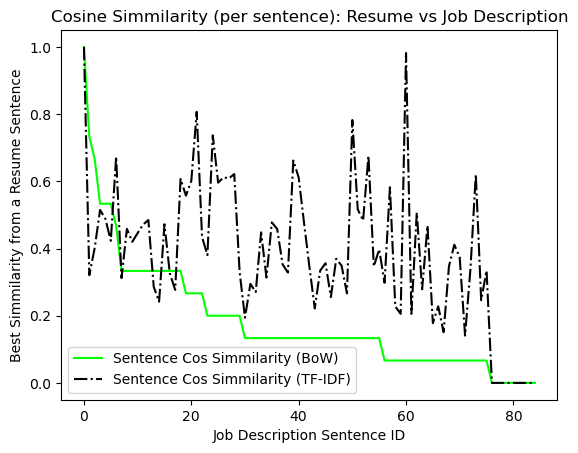 Cosine Simmilarity (per sentence): Resume vs Job Description
Best Simmilarity from a Resume Sentence
1.0
0.8
0.6
0.4
0.2
0.0
Sentence Cos Simmilarity (BoW)
Sentence Cos Simmilarity (TF-IDF)
0 20 40 60 80
Job Description Sentence ID